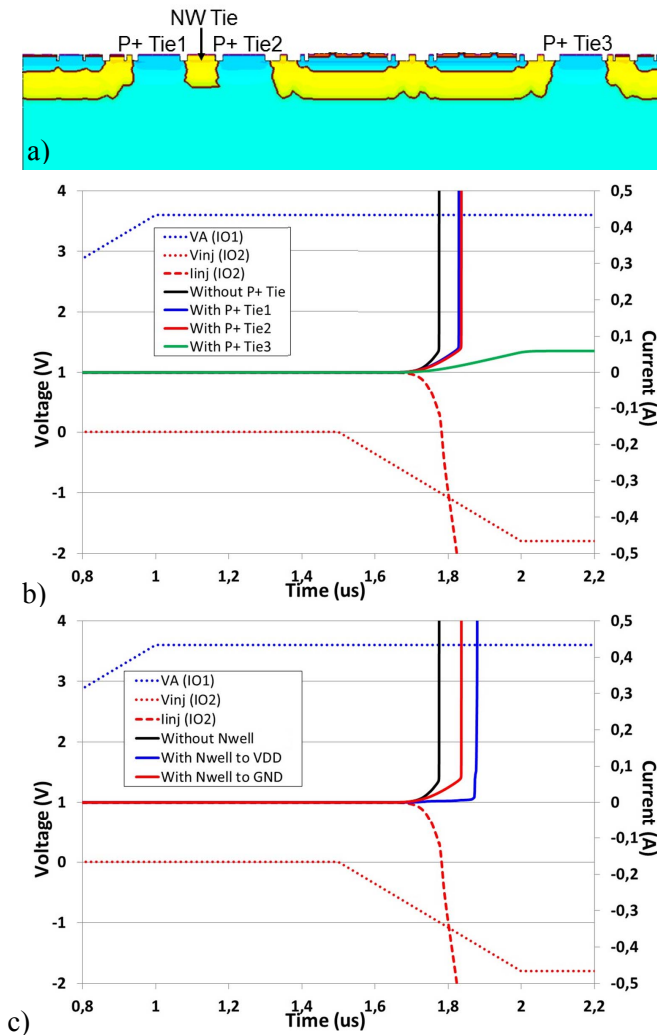 NW Tie
P+ Tie1
P+ Tie2
P+ Tie3
a)
4
3
2
1
0
-1
-2
Voltage (V)
0,5
0,4
0,3
0,2
0,1
0
-0,1
-0,2
-0,3
-0,4
-0,5
Current (A)
VA (IO1)
Vinj (IO2)
Iinj (IO2)
Without P+ Tie
With P+ Tie1
With P+ Tie2
With P+ Tie3
0,8 1 1,2 1,4 1,6 1,8 2 2,2
Time (us)
b)
4
3
2
1
0
-1
-2
Voltage (V)
0,5
0,4
0,3
0,2
0,1
0
-0,1
-0,2
-0,3
-0,4
-0,5
Current (A)
VA (IO1)
Vinj (IO2)
Iinj (IO2)
Without Nwell
With Nwell to VDD
With Nwell to GND
0,8 1 1,2 1,4 1,6 1,8 2 2,2
Time (us)
c)